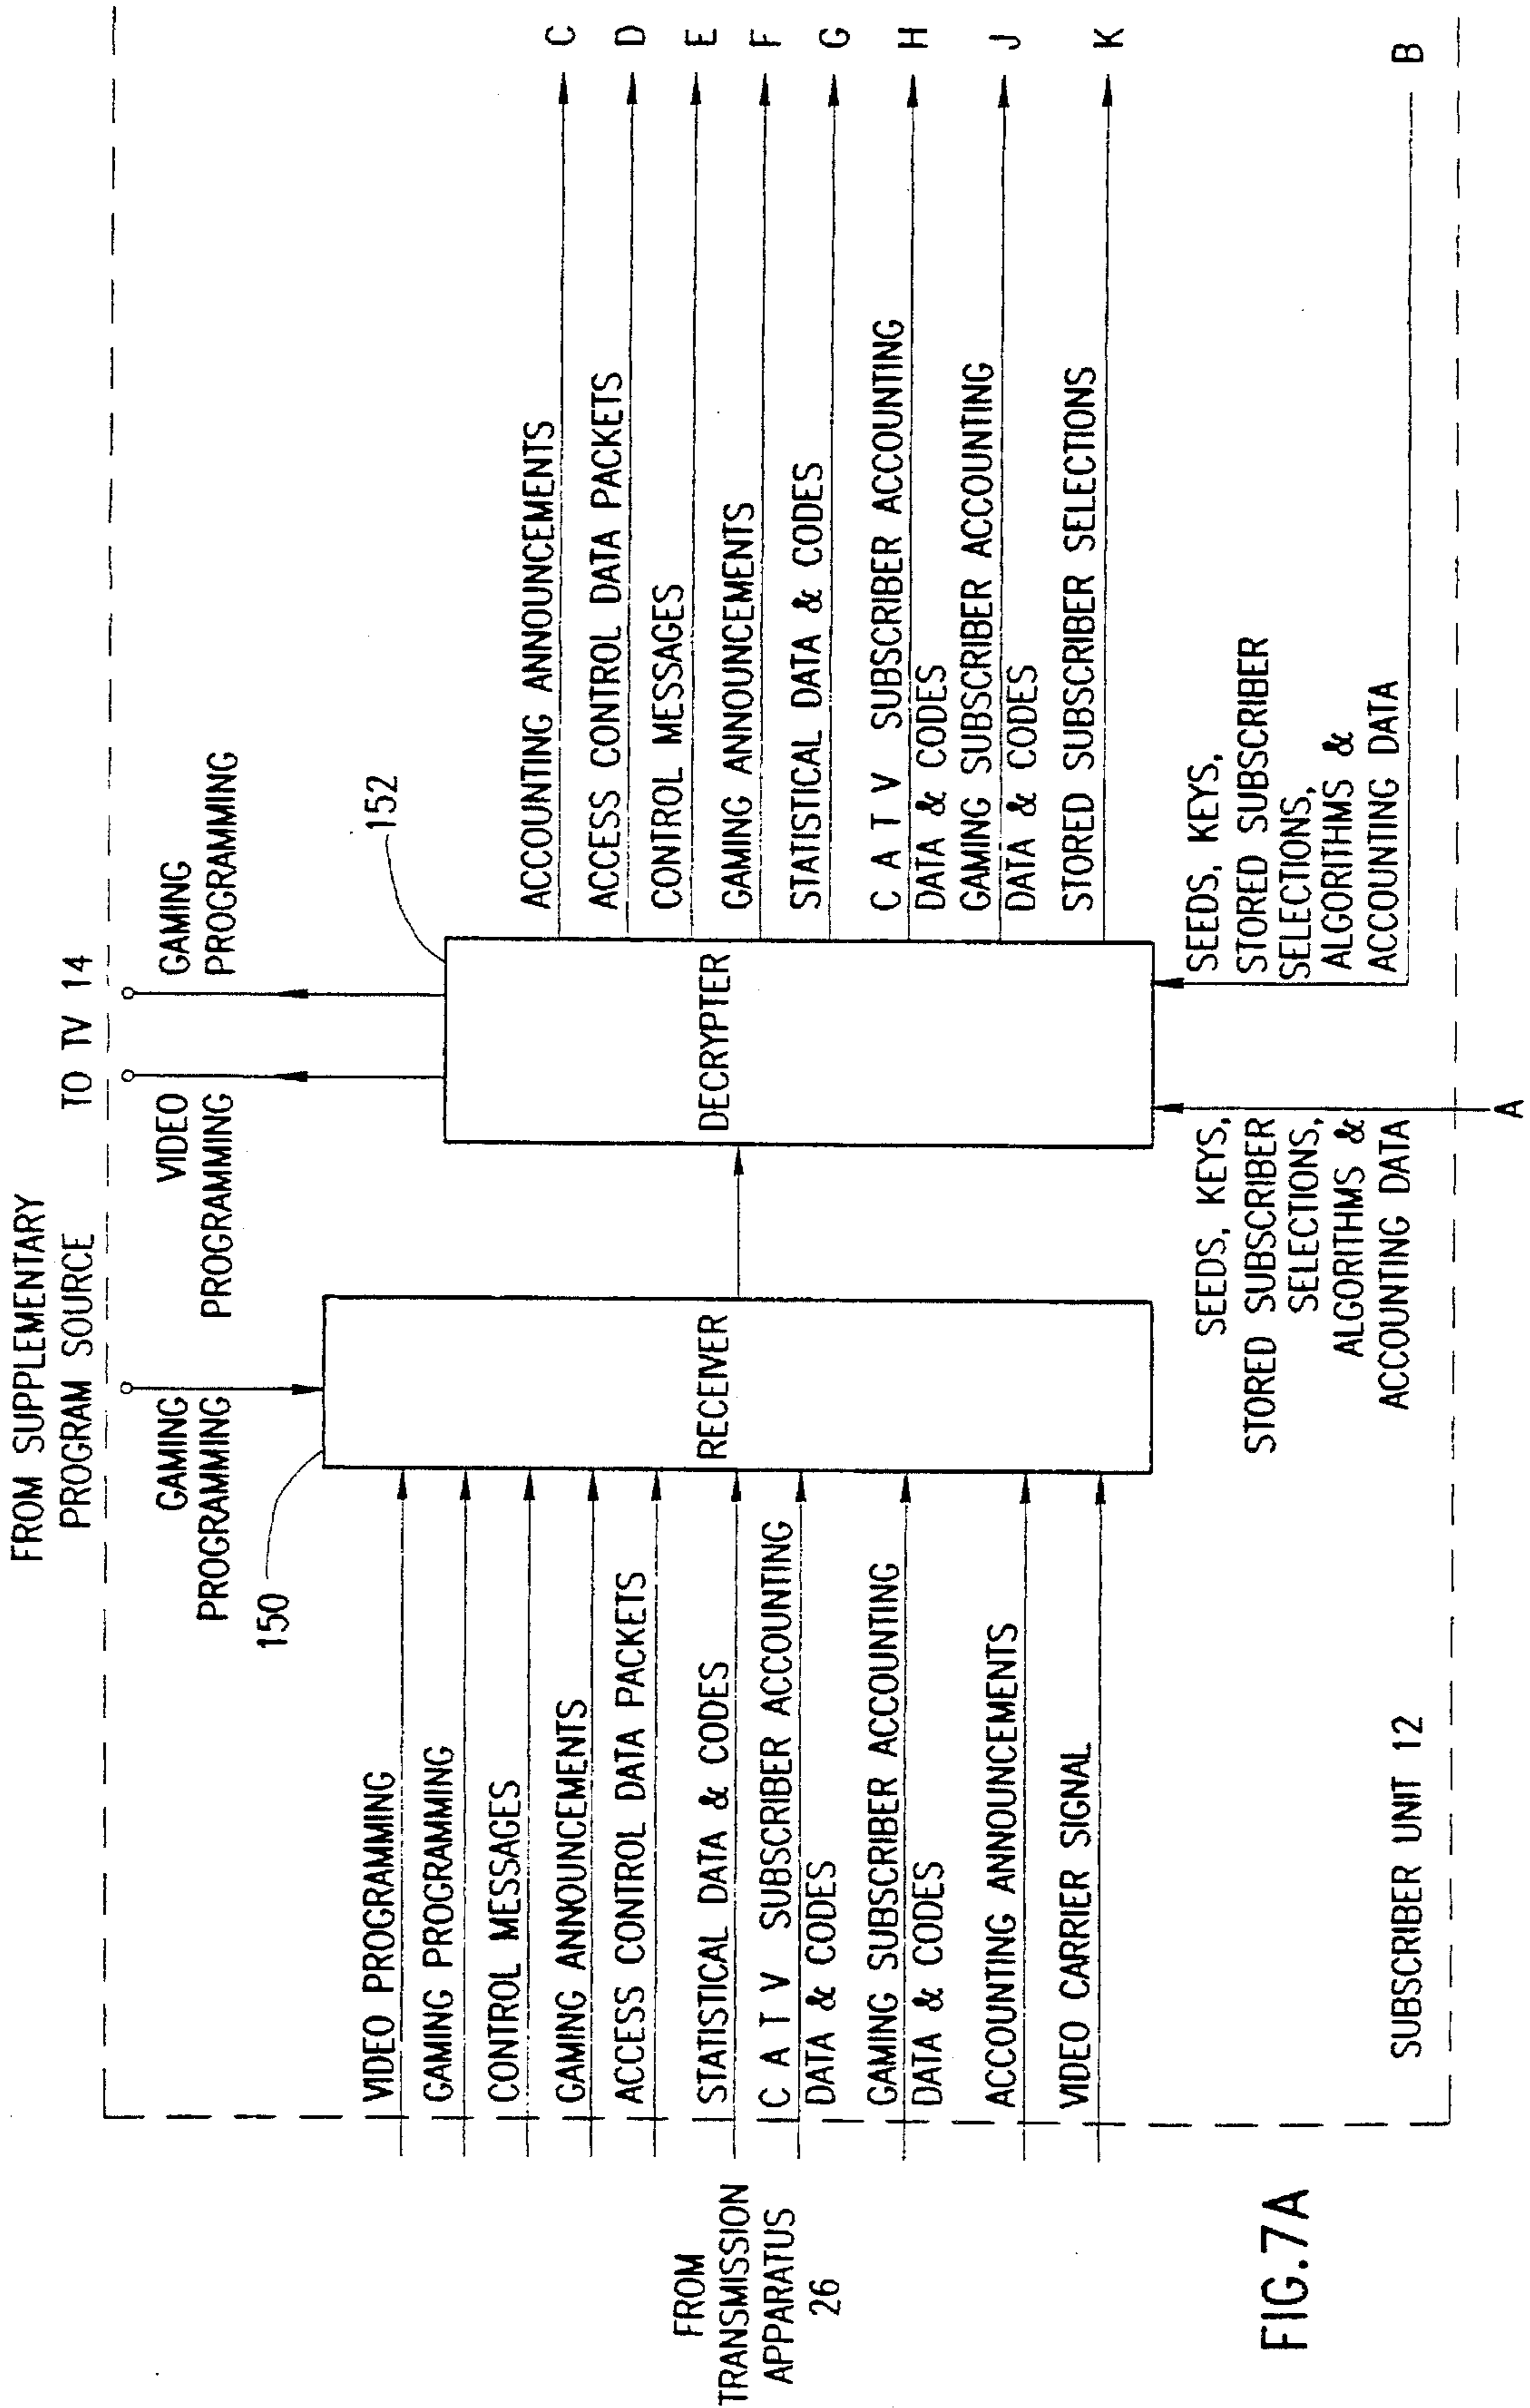 FROM SUPPLEMENTARY
PROGRAM SOURCE
TO TV 14
GAMING
PROGRAMMING
VIDEO
PROGRAMMING
GAMING
PROGRAMMING
150
152
FROM
TRANSMISSION
APPARATUS
26
VIDEO PROGRAMMING
GAMING PROGRAMMING
CONTROL MESSAGES
GAMING ANNOUNCEMENTS
ACCESS CONTROL DATA PACKETS
STATISTICAL DATA & CODES
C A T V SUBSCRIBER ACCOUNTING
DATA & CODES
GAMING SUBSCRIBER ACCOUNTING
DATA & CODES
ACCOUNTING ANNOUNCEMENTS
VIDEO CARRIER SIGNAL
RECEIVER
DECRYPTER
ACCOUNTING ANNOUNCEMENTS
C
ACCESS CONTROL DATA PACKETS
D
CONTROL MESSAGES
E
GAMING ANNOUNCEMENTS
F
STATISTICAL DATA & CODES
G
C A T V SUBSCRIBER ACCOUNTING
DATA & CODES
H
GAMING SUBSCRIBER ACCOUNTING
DATA & CODES
J
STORED SUBSCRIBER SELECTIONS
K
SEEDS, KEYS,
STORED SUBSCRIBER
SELECTIONS,
ALGORITHMS &
ACCOUNTING DATA
A
SEEDS, KEYS,
STORED SUBSCRIBER
SELECTIONS,
ALGORITHMS &
ACCOUNTING DATA
B
SUBSCRIBER UNIT 12
FIG.7A